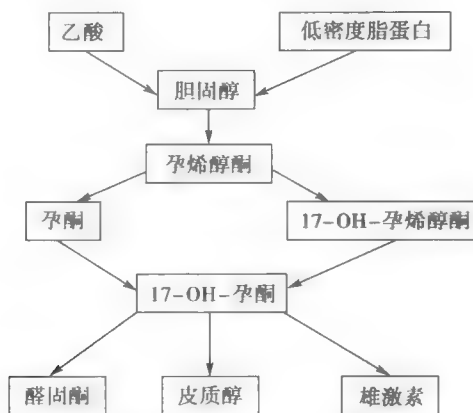 乙酸
低密度脂蛋白
胆固醇
孕烯醇酮
孕酮
17-OH-孕烯醇酮
17-OH-孕酮
醛固酮
皮质醇
雄激素